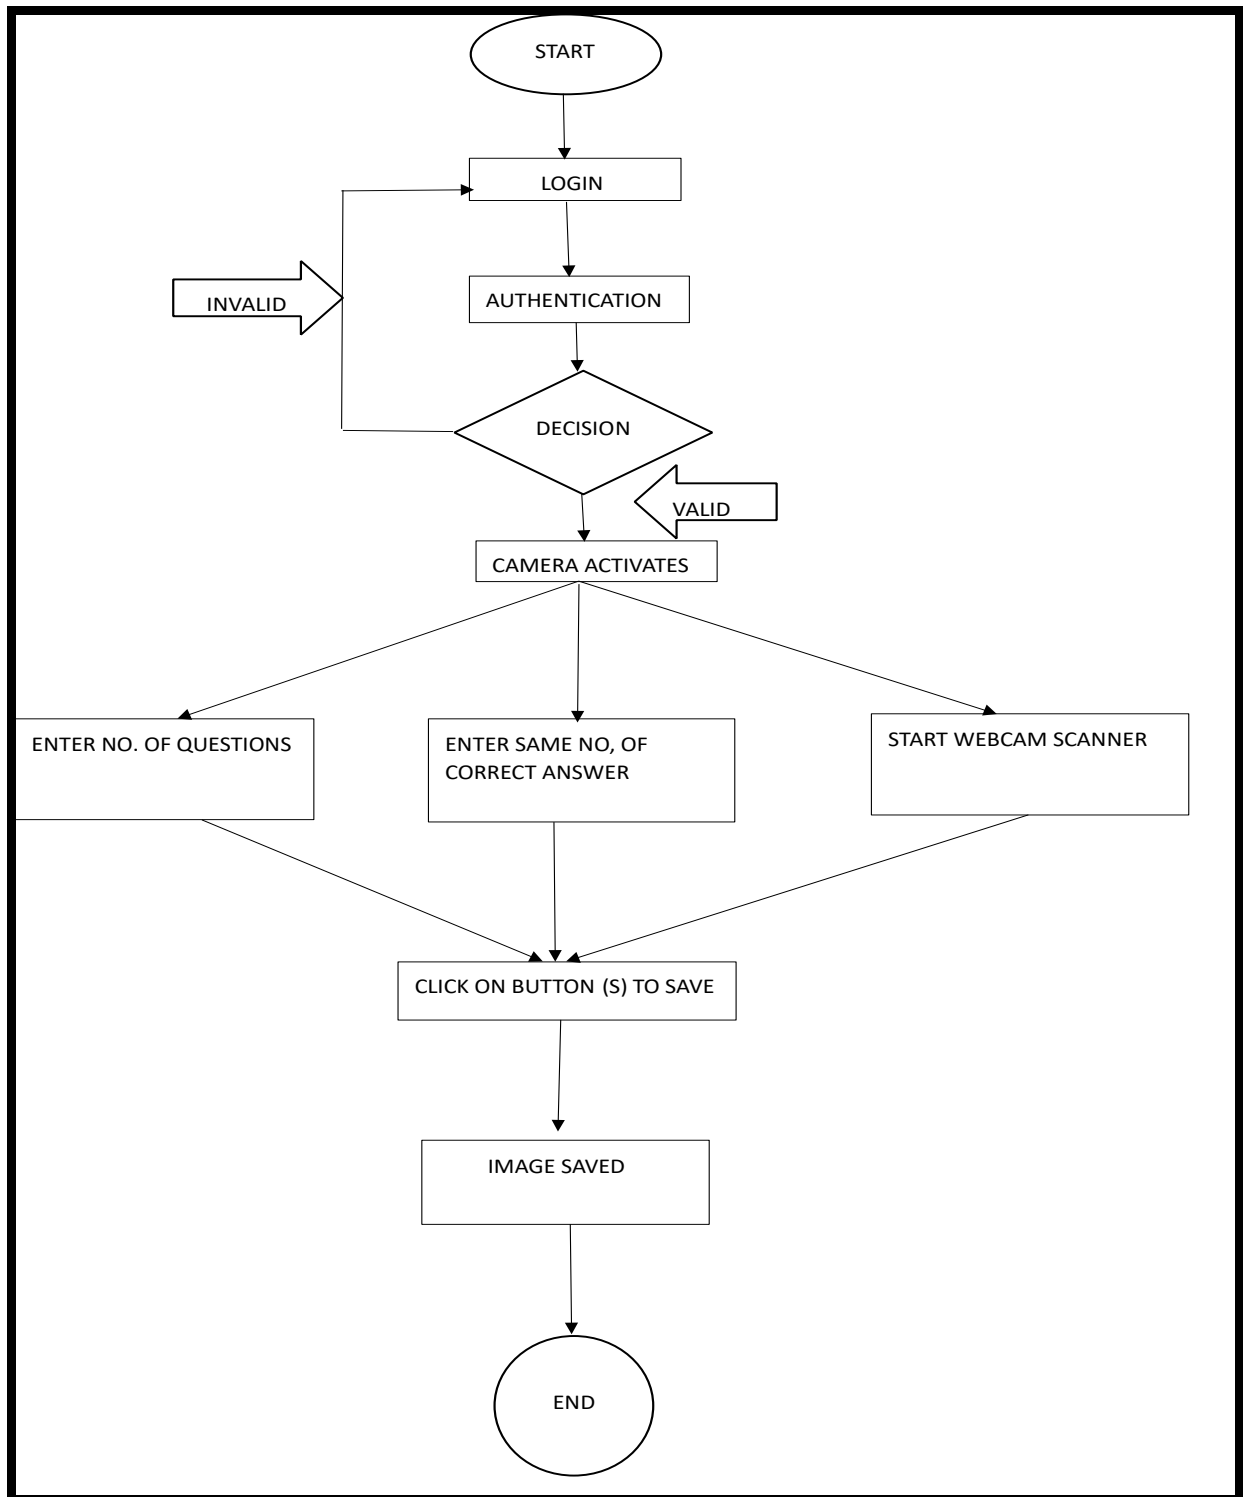 START
LOGIN
INVALID
AUTHENTICATION
DECISION
VALID
CAMERA ACTIVATES
ENTER NO. OF QUESTIONS
ENTER SAME NO, OF
CORRECT ANSWER
START WEBCAM SCANNER
CLICK ON BUTTON (S) TO SAVE
IMAGE SAVED
END